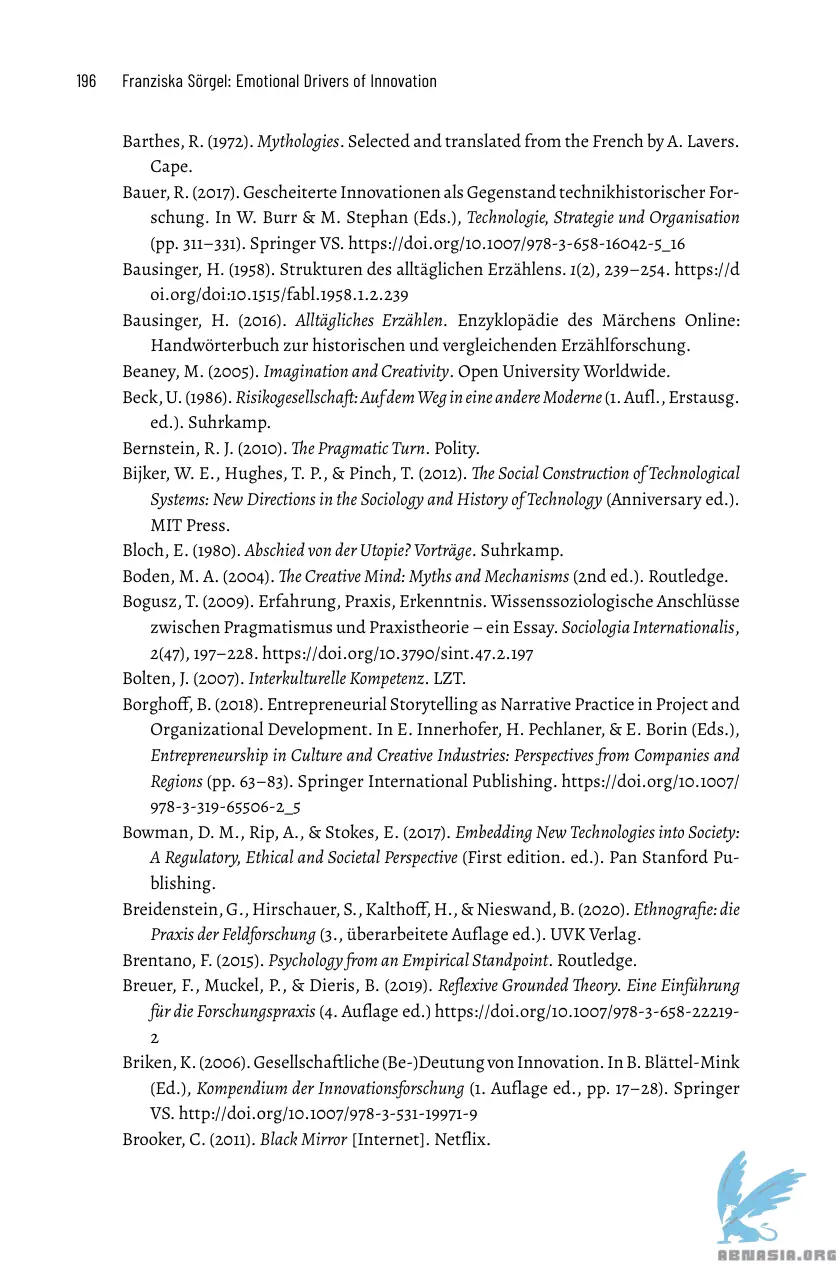 196 Franziska Sörgel: Emotional Drivers of Innovation
Barthes, R. (1972). Mythologies. Selected and translated from the French by A. Lavers.
Cape.
Bauer, R. (2017). Gescheiterte Innovationen als Gegenstand technikhistorischer For-
schung. In W. Burr & M. Stephan (Eds.), Technologie, Strategie und Organisation
(pp. 311–331). Springer VS. https://doi.org/10.1007/978-3-658-16042-5_16
Bausinger, H. (1958). Strukturen des alltäglichen Erzählens. 1(2), 239–254. https://d
oi.org/doi:10.1515/fabl.1958.1.2.239
Bausinger, H. (2016). Alltägliches Erzählen. Enzyklopädie des Märchens Online:
Handwörterbuch zur historischen und vergleichenden Erzählforschung.
Beaney, M. (2005). Imagination and Creativity. Open University Worldwide.
Beck, U. (1986). Risikogesellschaft: Auf dem Weg in eine andere Moderne (1. Aufl., Erstausg.
ed.). Suhrkamp.
Bernstein, R. J. (2010). The Pragmatic Turn. Polity.
Bijker, W. E., Hughes, T. P., & Pinch, T. (2012). The Social Construction of Technological
Systems: New Directions in the Sociology and History of Technology (Anniversary ed.).
MIT Press.
Bloch, E. (1980). Abschied von der Utopie? Vorträge. Suhrkamp.
Boden, M. A. (2004). The Creative Mind: Myths and Mechanisms (2nd ed.). Routledge.
Bogusz, T. (2009). Erfahrung, Praxis, Erkenntnis. Wissenssoziologische Anschlüsse
zwischen Pragmatismus und Praxistheorie – ein Essay. Sociologia Internationalis,
2(47), 197–228. https://doi.org/10.3790/sint.47.2.197
Bolten, J. (2007). Interkulturelle Kompetenz. LZT.
Borghoff, B. (2018). Entrepreneurial Storytelling as Narrative Practice in Project and
Organizational Development. In E. Innerhofer, H. Pechlaner, & E. Borin (Eds.),
Entrepreneurship in Culture and Creative Industries: Perspectives from Companies and
Regions (pp. 63–83). Springer International Publishing. https://doi.org/10.1007/
978-3-319-65506-2_5
Bowman, D. M., Rip, A., & Stokes, E. (2017). Embedding New Technologies into Society:
A Regulatory, Ethical and Societal Perspective (First edition. ed.). Pan Stanford Pu-
blishing.
Breidenstein, G., Hirschauer, S., Kalthoff, H., & Nieswand, B. (2020). Ethnografie: die
Praxis der Feldforschung (3., überarbeitete Auflage ed.). UVK Verlag.
Brentano, F. (2015). Psychology from an Empirical Standpoint. Routledge.
Breuer, F., Muckel, P., & Dieris, B. (2019). Reflexive Grounded Theory. Eine Einführung
für die Forschungspraxis (4. Auflage ed.) https://doi.org/10.1007/978-3-658-22219-
2
Briken, K. (2006). Gesellschaftliche (Be-)Deutung von Innovation. In B. Blättel-Mink
(Ed.), Kompendium der Innovationsforschung (1. Auflage ed., pp. 17–28). Springer
VS. http://doi.org/10.1007/978-3-531-19971-9
Brooker, C. (2011). Black Mirror [Internet]. Netflix.
ABNASIA.ORG